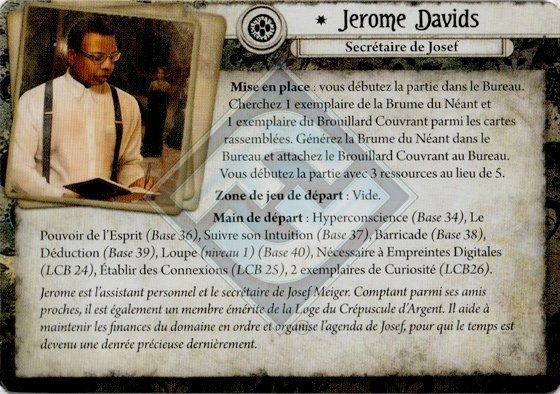 * Jerome Davids
Secrétaire de Josef
Mise en place : vous débutez la partie dans le Bureau.
Cherchez 1 exemplaire de la Brume du Néant et
1 exemplaire du Brouillard Couvrant parmi les cartes
rassemblées. Générez la Brume du Néant dans le
Bureau et attachez le Brouillard Couvrant au Bureau.
Vous débutez la partie avec 3 ressources au lieu de 5.
Zone de jeu de départ : Vide.
Main de départ : Hyperconscience (Base 34), Le
Pouvoir de l'Esprit (Base 36), Suivre son Intuition (Base 37), Barricade (Base 38),
Déduction (Base 39), Loupe (niveau 1) (Base 40), Nécessaire à Empreintes Digitales
(LCB 24), Établir des Connexions (LCB 25), 2 exemplaires de Curiosité (LCB26).
Jerome est l'assistant personnel et le secrétaire de Josef Meiger. Comptant parmi ses amis
proches, il est également un membre émérite de la Loge du Crépuscule d'Argent. Il aide à
maintenir les finances du domaine en ordre et organise l'agenda de Josef, pour qui le temps est
devenu une denrée précieuse dernièrement.